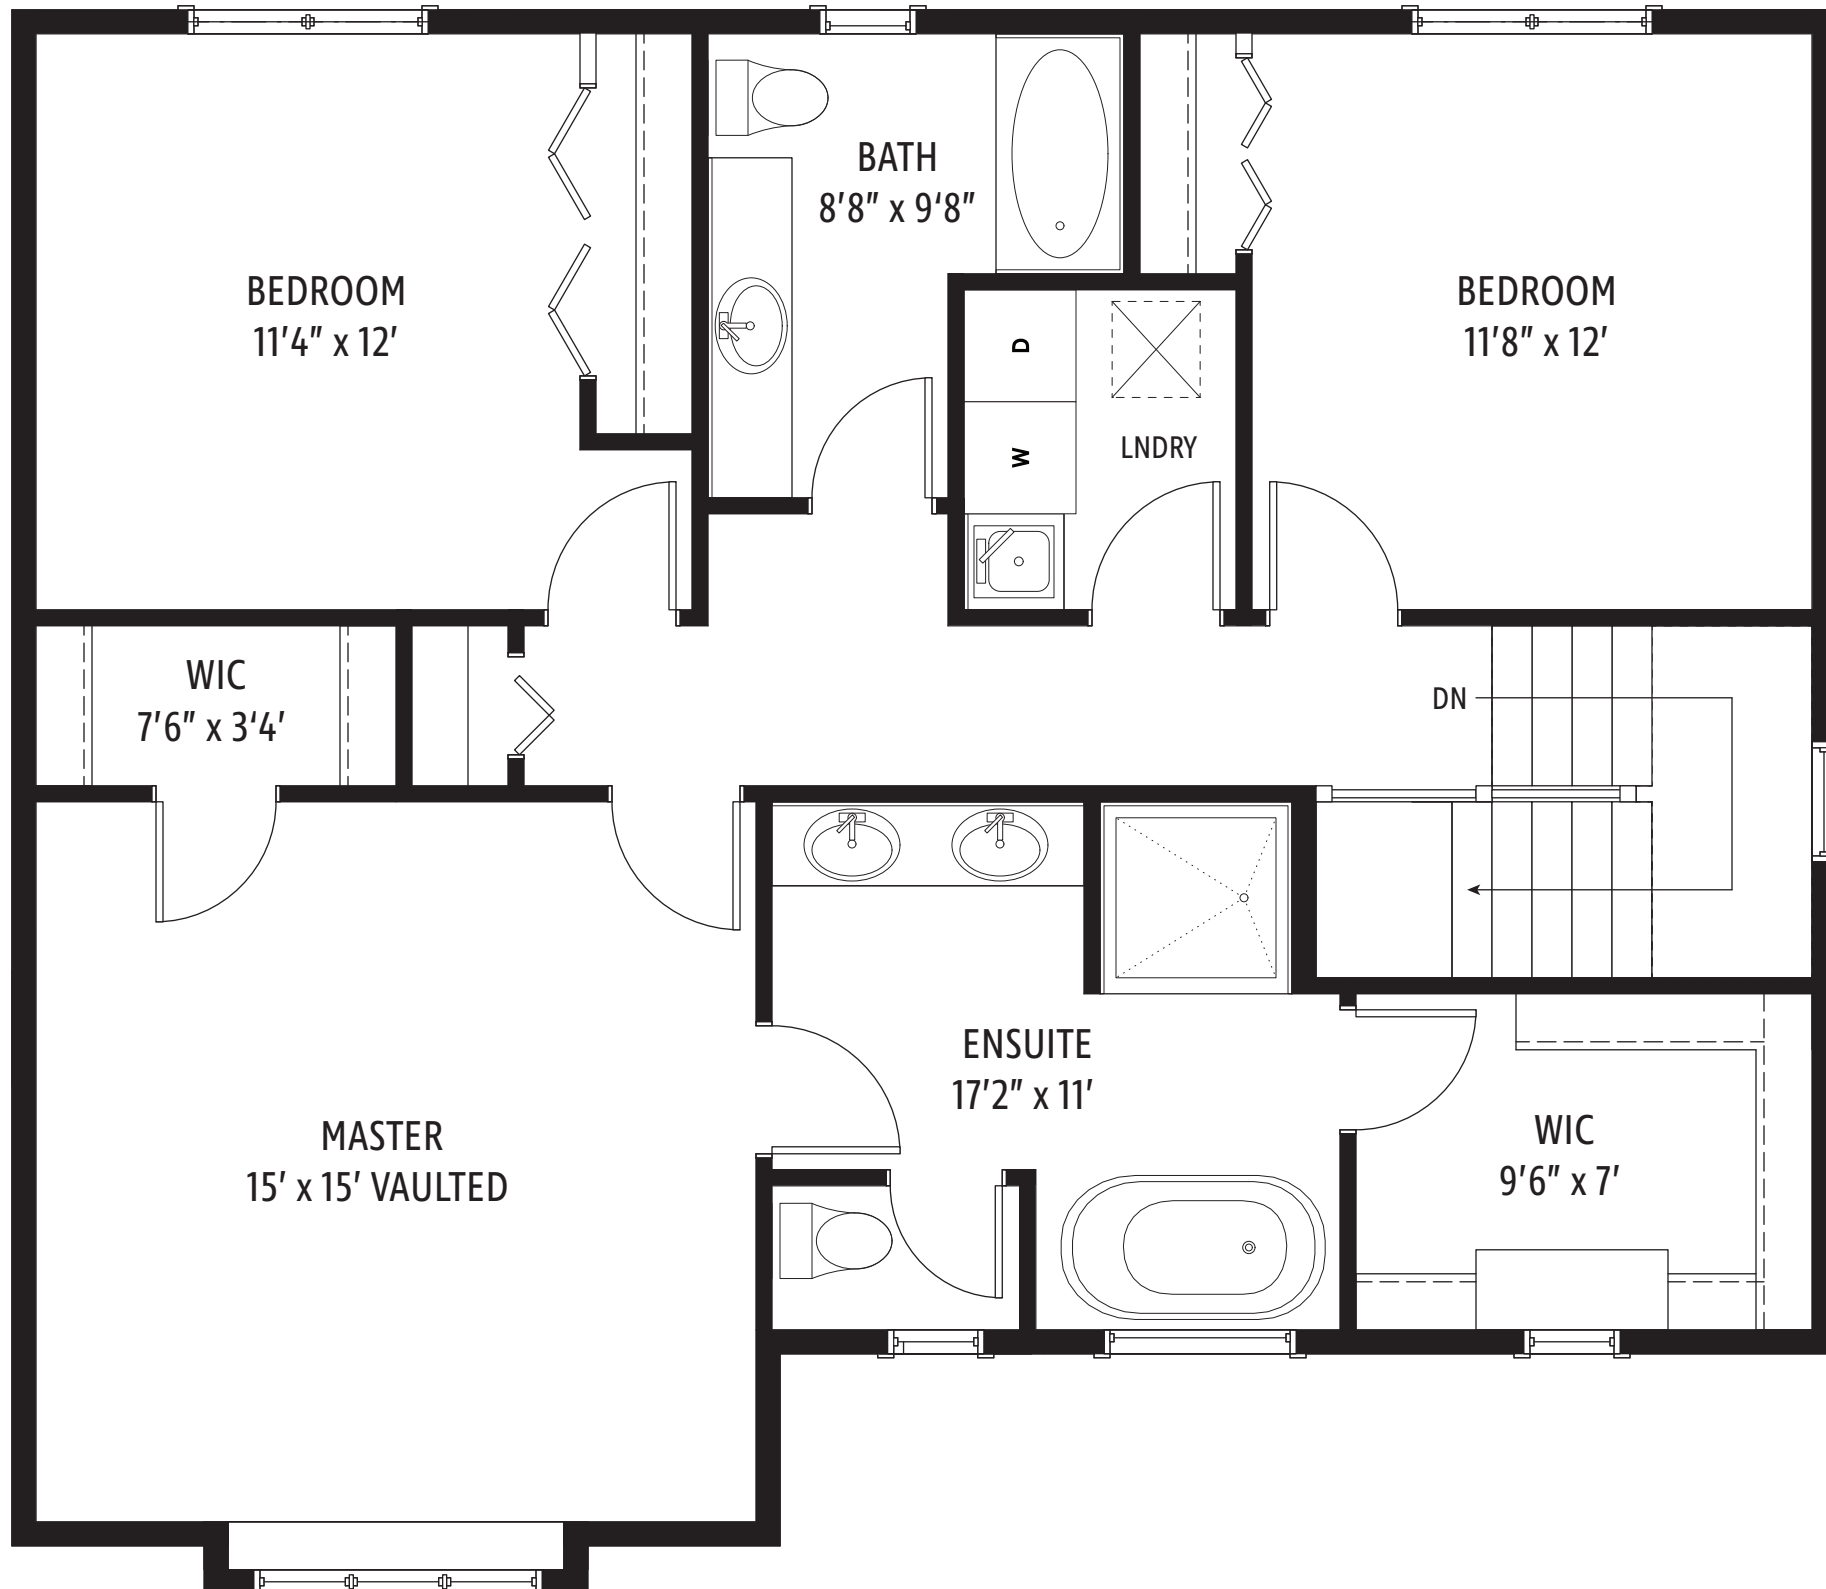 BATH
8′8″ x 9‘8″
BEDROOM
11′4″ x 12′
BEDROOM
11′8″ x 12′
D
W
LNDRY
WIC
7′6″ x 3‘4′
DN
ENSUITE
17′2″ x 11′
MASTER
15′ x 15′ VAULTED
WIC
9′6″ x 7′